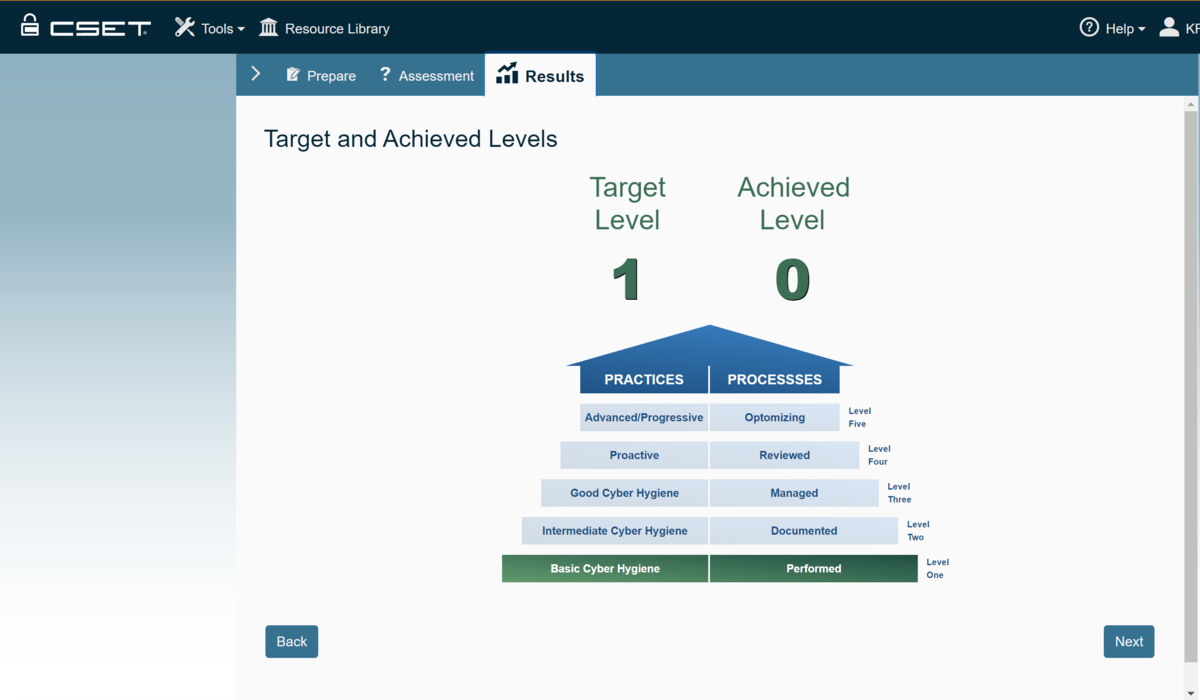 CSET Tools Resource Library Help KF
Prepare ? Assessment Results
Target and Achieved Levels
Target Achieved
Level Level
1 0
PRACTICES PROCESSSES
Advanced/Progressive Optomizing Level
Five
Proactive Reviewed Level
Four
Good Cyber Hygiene Managed Level
Three
Intermediate Cyber Hygiene Documented Level
Two
Basic Cyber Hygiene Performed Level
One
Back Next